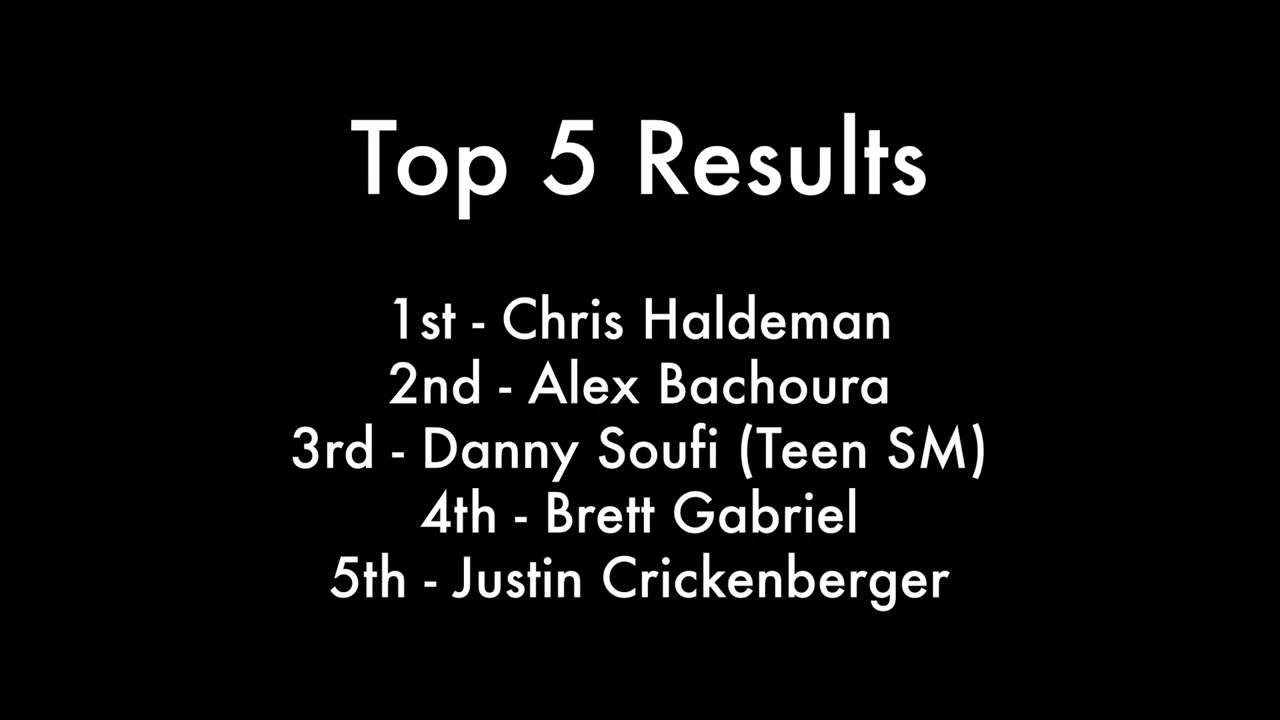 Top 5 Results
1st - Chris Haldeman
2nd - Alex Bachoura
3rd - Danny Soufi (Teen SM)
4th - Brett Gabriel
5th - Justin Crickenberger